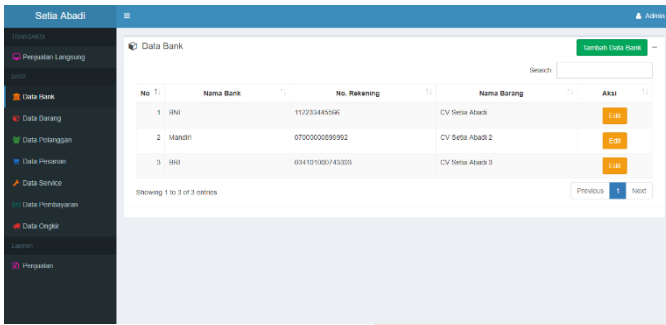 Setia Abadi
Admin
TRANSAKSI
Penjualan Langsung
DATA
Data Bank
Data Barang
Data Pelanggan
Data Pesanan
Data Service
Data Pembayaran
Data Ongkir
Laporan
Penjualan
Data Bank
Tambah Data Bank
Search:
No Nama Bank No. Rekening Nama Barang Aksi
1 BNI 112233445566 CV Setia Abadi Edit
2 Mandiri 07000000899992 CV Setia Abadi 2 Edit
3 BRI 034101000743303 CV Setia Abadi 3 Edit
Showing 1 to 3 of 3 entries
Previous 1 Next